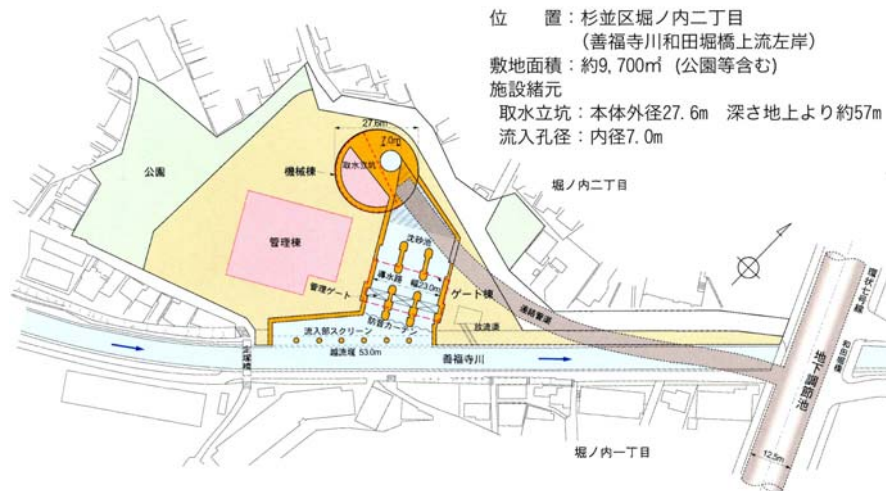 位　　置：杉並区堀ノ内二丁目
（善福寺川和田堀橋上流左岸）
敷地面積：約9,700㎡（公園等含む）
施設緒元
取水立坑：本体外径27.6m　深さ地上より約57m
流入孔径：内径7.0m
27.6m
7.0m
取水立坑
機械棟
公園
堀ノ内二丁目
管理棟
沈砂池
導水路　幅23.0m
管理ゲート
ゲート棟
防音カーテン
連絡管渠
放流渠
流入部スクリーン
越流堤 53.0m
善福寺川
環状七号線
和田堀橋
地下調節池
12.5m
堀ノ内一丁目